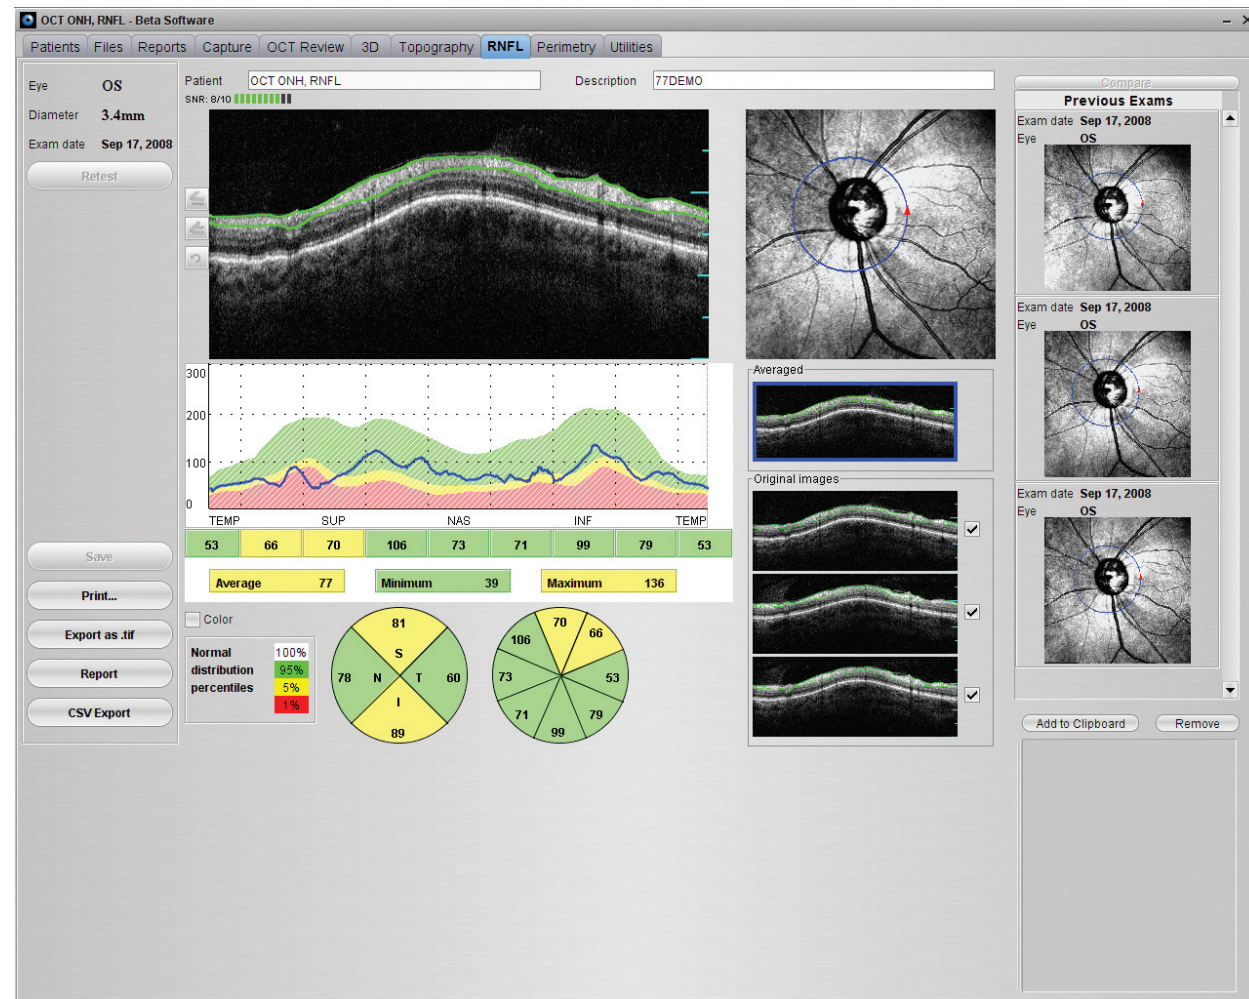 OCT ONH, RNFL - Beta Software
Patients Files Reports Capture OCT Review 3D Topography RNFL Perimetry Utilities
Eye OS
Diameter 3.4mm
Exam date Sep 17, 2008
Retest
Save
Print...
Export as .tif
Report
CSV Export
Patient OCT ONH, RNFL Description 77DEMO
SNR: 8/10
300
200
100
0
TEMP SUP NAS INF TEMP
53 66 70 106 73 71 99 79 53
Average 77 Minimum 39 Maximum 136
Color
Normal 100%
distribution 95%
percentiles 5%
1%
81
S
78 N T 60
I
89
70
106 66
73 53
71 79
99
Averaged
Original images
Compare
Previous Exams
Exam date Sep 17, 2008
Eye OS
Exam date Sep 17, 2008
Eye OS
Exam date Sep 17, 2008
Eye OS
Add to Clipboard Remove